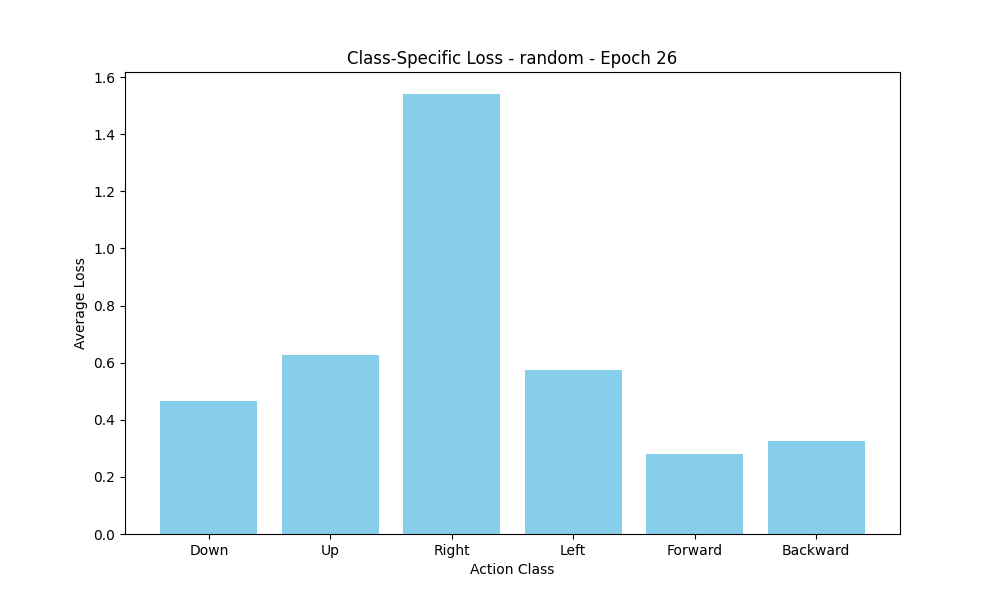 Class-Specific Loss - random - Epoch 26
Average Loss
1.6
1.4
1.2
1.0
0.8
0.6
0.4
0.2
0.0
Down Up Right Left Forward Backward
Action Class